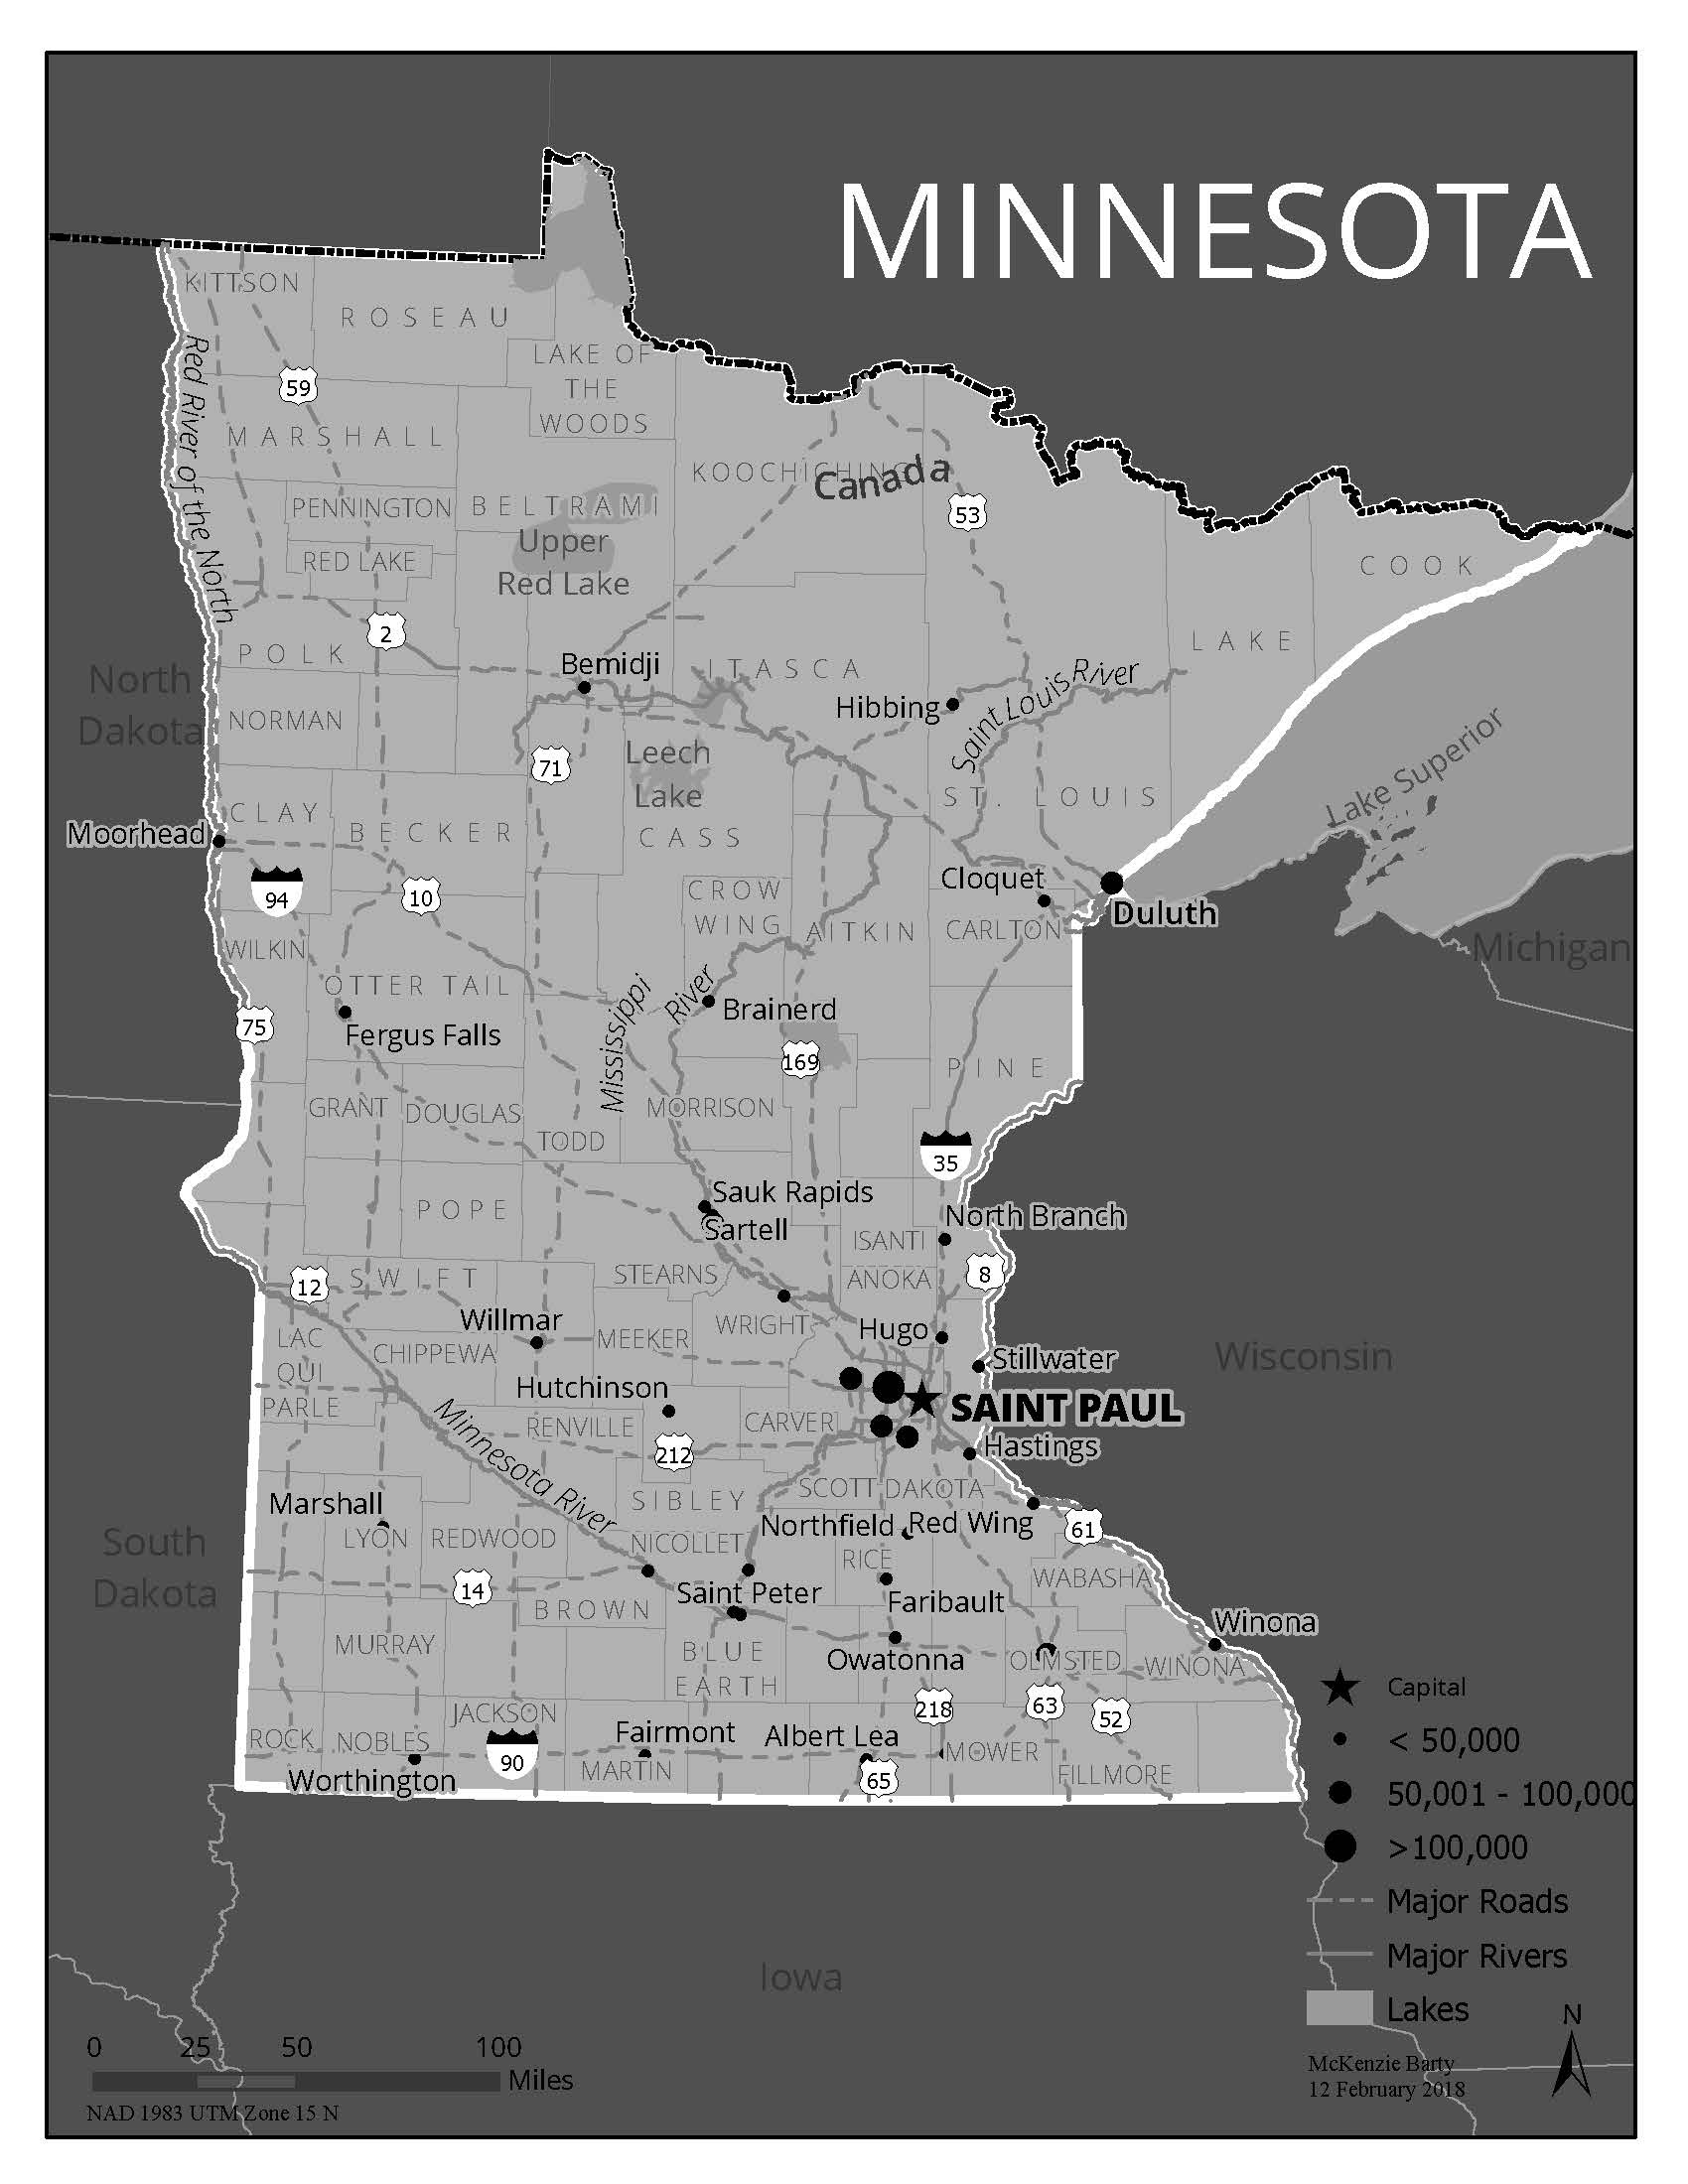 MINNESOTA
KITTSON
ROSEAU
LAKE OF
THE
WOODS
59
Red River of the North
MARSHALL
KOOCHICHING
Canada
53
PENNINGTON
BELTRAMI
Upper
Red Lake
RED LAKE
COOK
2
POLK
LAKE
North
Dakota
Bemidji
ITASCA
Saint Louis River
Hibbing
NORMAN
71
Leech
Lake
Lake Superior
ST. LOUIS
CLAY
Moorhead
BECKER
CASS
94
10
CROW
WING
Cloquet
Duluth
AITKIN
CARLTON
Michigan
WILKIN
OTTER TAIL
75
Fergus Falls
Mississippi River
Brainerd
169
PINE
GRANT
DOUGLAS
MORRISON
TODD
35
Sauk Rapids
Sartell
POPE
North Branch
ISANTI
8
12
SWIFT
STEARNS
ANOKA
Willmar
WRIGHT
Hugo
LAC
QUI
PARLE
CHIPPEWA
MEEKER
Stillwater
Wisconsin
Hutchinson
SAINT PAUL
Minnesota River
RENVILLE
CARVER
Hastings
212
SCOTT
DAKOTA
SIBLEY
Marshall
LYON
REDWOOD
NICOLLET
Northfield
Red Wing
61
South
Dakota
RICE
WABASHA
14
Saint Peter
Faribault
BROWN
Winona
MURRAY
BLUE
EARTH
Owatonna
OLMSTED
WINONA
218
63
52
JACKSON
ROCK
NOBLES
90
Fairmont
Albert Lea
MOWER
MARTIN
65
FILLMORE
Worthington
Iowa
Capital
< 50,000
50,001 - 100,000
>100,000
Major Roads
Major Rivers
Lakes
N
McKenzie Barty
12 February 2018
0 25 50 100
Miles
NAD 1983 UTM Zone 15 N